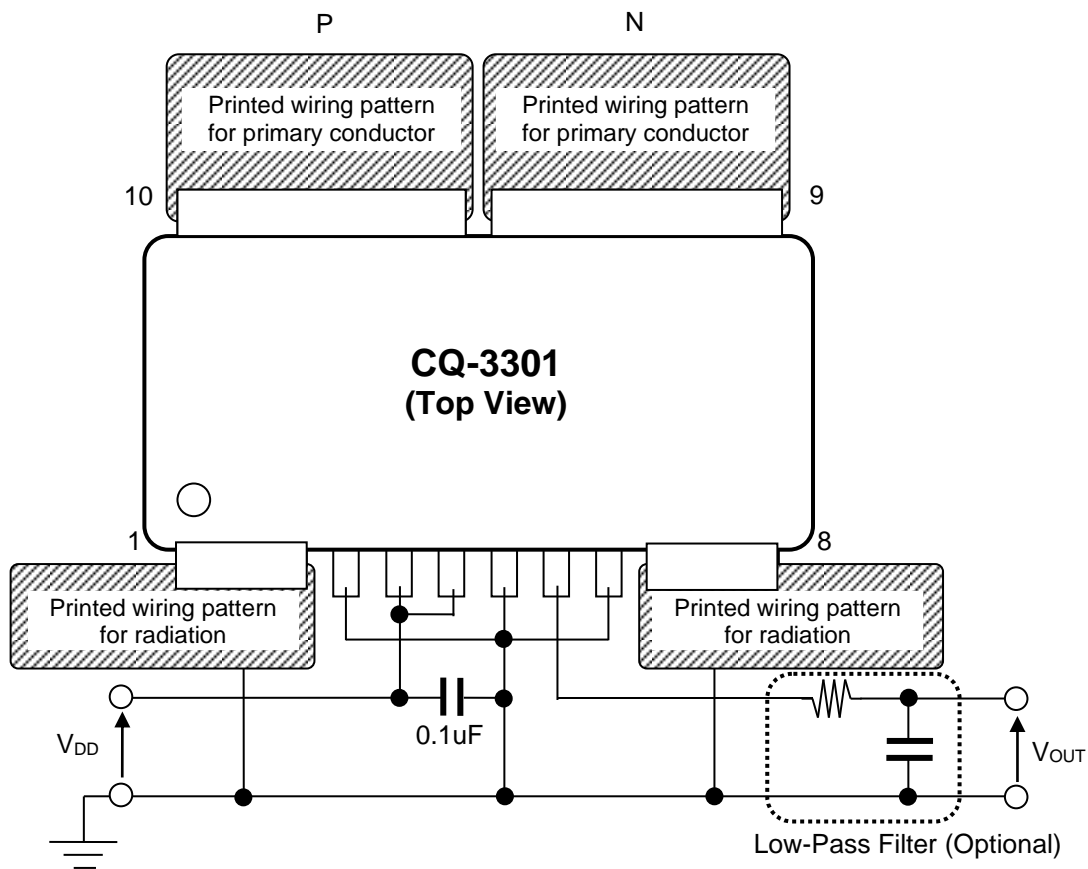 P
N
Printed wiring pattern
for primary conductor
Printed wiring pattern
for primary conductor
10
9
CQ-3301
(Top View)
1
8
Printed wiring pattern
for radiation
Printed wiring pattern
for radiation
0.1uF
VDD
VOUT
Low-Pass Filter (Optional)